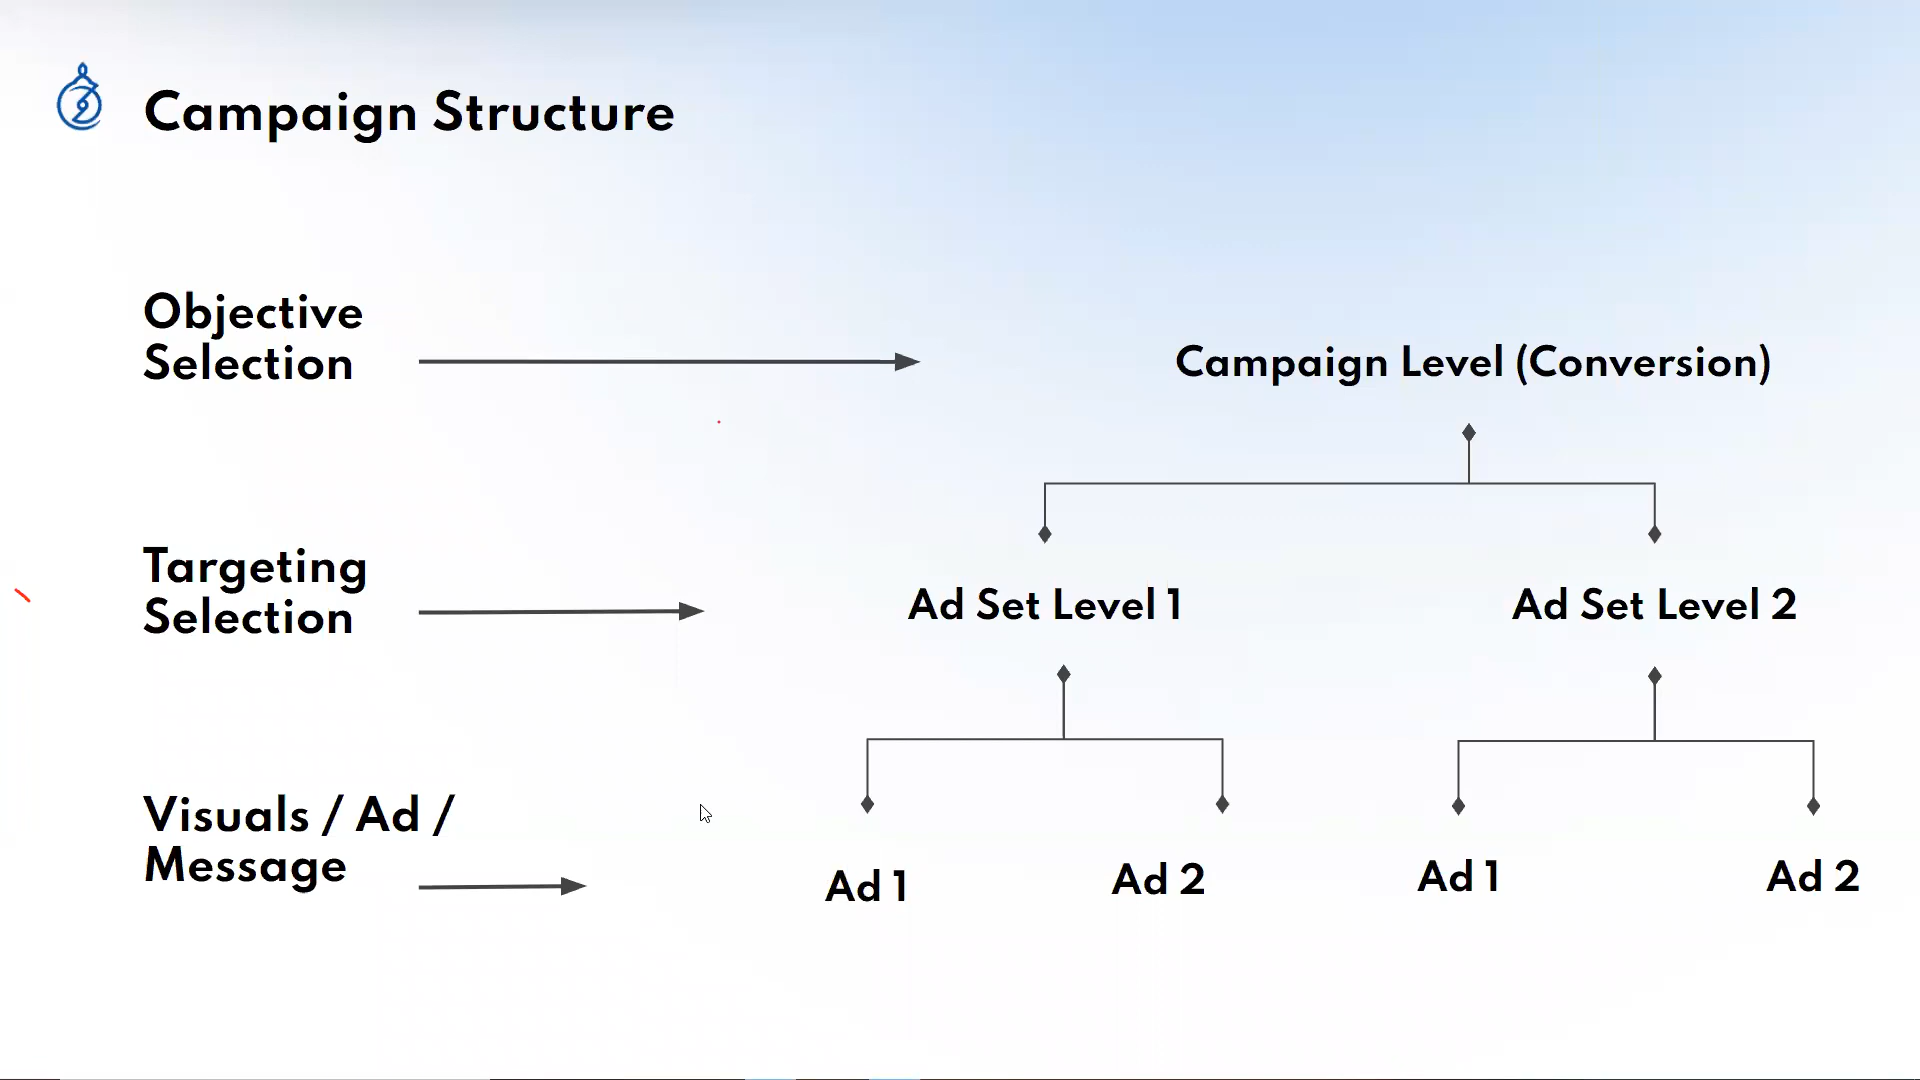 Campaign Structure
Objective
Selection
Campaign Level (Conversion)
Targeting
Selection
Ad Set Level 1
Ad Set Level 2
Visuals / Ad /
Message
Ad 1
Ad 2
Ad 1
Ad 2